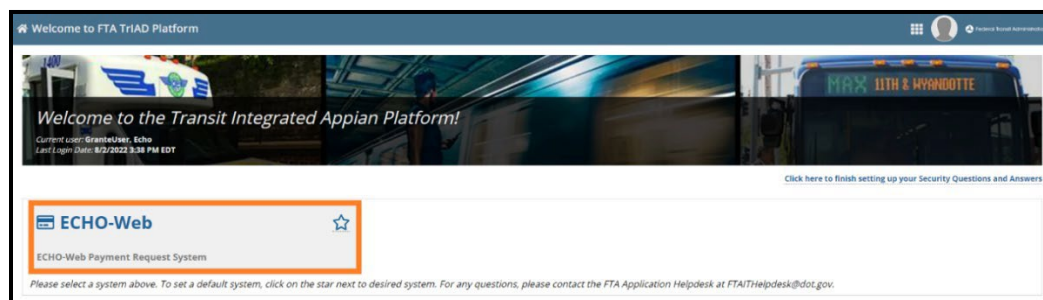 Welcome to FTA TrIAD Platform
Federal Transit Administration
1400
MAX 11TH & WYANDOTTE
Welcome to the Transit Integrated Appian Platform!
Current user: GranteUser, Echo
Last Login Date: 8/2/2022 3:38 PM EDT
Click here to finish setting up your Security Questions and Answers
ECHO-Web
ECHO-Web Payment Request System
Please select a system above. To set a default system, click on the star next to desired system. For any questions, please contact the FTA Application Helpdesk at FTAITHelpdesk@dot.gov.